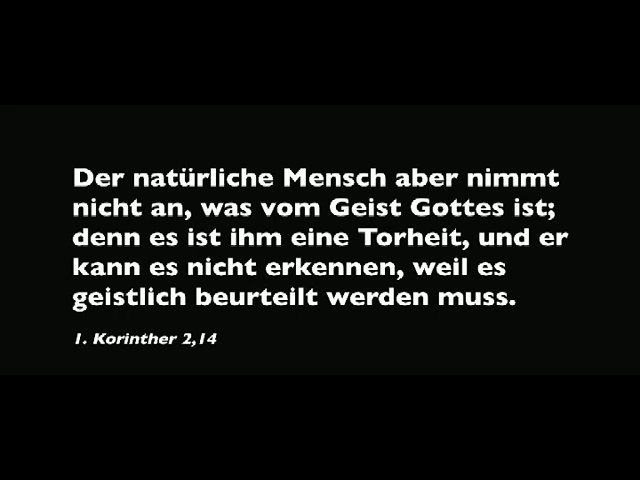 Der natürliche Mensch aber nimmt
nicht an, was vom Geist Gottes ist;
denn es ist ihm eine Torheit, und er
kann es nicht erkennen, weil es
geistlich beurteilt werden muss.
1. Korinther 2,14